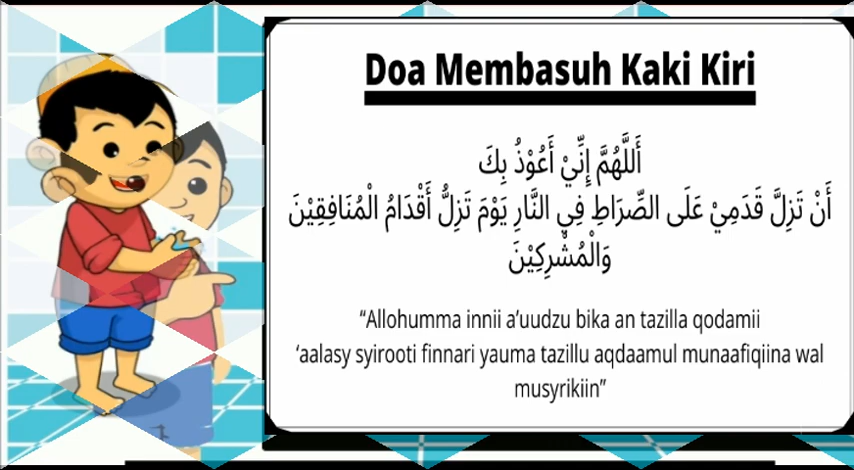 Doa Membasuh Kaki Kiri
أَللَّهُمَّ إِنِّيْ أَعُوْذُ بِكَ
أَنْ تَزِلَّ قَدَمِيْ عَلَى الصِّرَاطِ فِي النَّارِ يَوْمَ تَزِلُّ أَقْدَامُ الْمُنَافِقِيْنَ
وَالْمُشْرِكِيْنَ
“Allohumma innii a’uudzu bika an tazilla qodamii
‘aalasy syirooti finnari yauma tazillu aqdaamul munaafiqiina wal
musyrikiin”